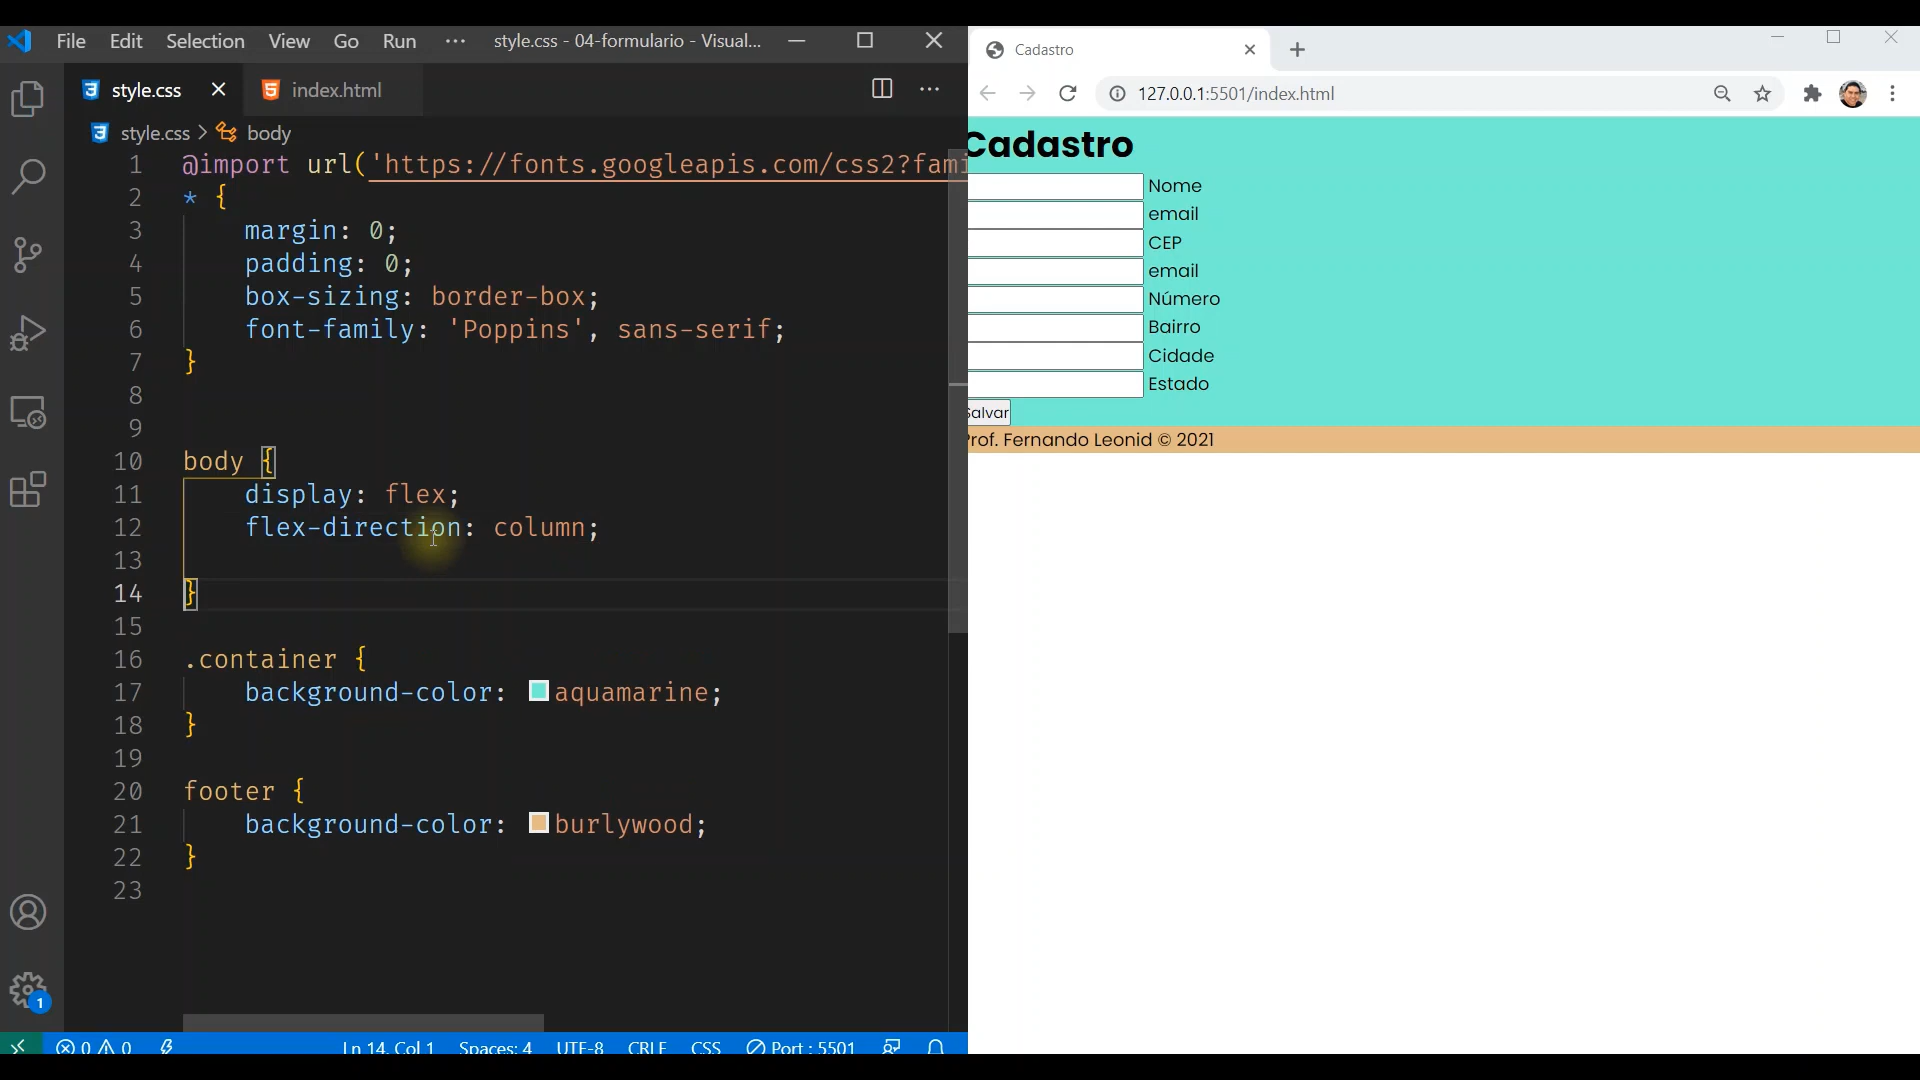 File Edit Selection View Go Run ··· style.css - 04-formulario - Visual...
style.css index.html
style.css > body
1 @import url('https://fonts.googleapis.com/css2?fami
2 * {
3 margin: 0;
4 padding: 0;
5 box-sizing: border-box;
6 font-family: 'Poppins', sans-serif;
7 }
8
9
10 body {
11 display: flex;
12 flex-direction: column;
13
14 }
15
16 .container {
17 background-color: aquamarine;
18 }
19
20 footer {
21 background-color: burlywood;
22 }
23
1
0 0 Ln 14, Col 1 Spaces: 4 UTF-8 CRLF CSS Port : 5501
Cadastro
127.0.0.1:5501/index.html
Cadastro
Nome
email
CEP
email
Número
Bairro
Cidade
Estado
Salvar
Prof. Fernando Leonid © 2021